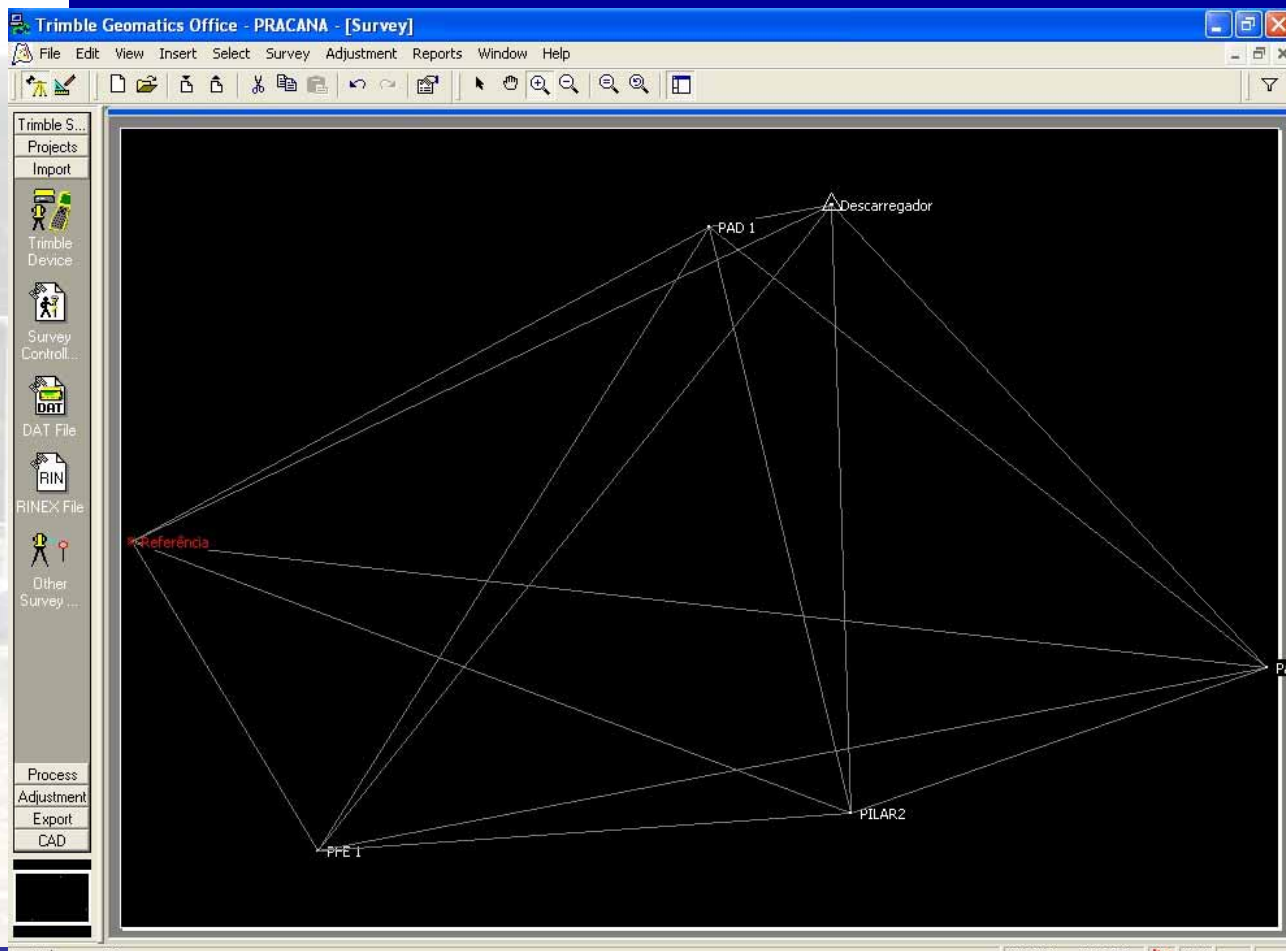 Trimble Geomatics Office - PRACANA - [Survey]
File Edit View Insert Select Survey Adjustment Reports Window Help
Trimble S...
Projects
Import
Trimble
Device
Survey
Controll...
DAT
DAT File
RIN
RINEX File
Other
Survey ...
Process
Adjustment
Export
CAD
Descarregador
PAD 1
Referência
PILAR2
PFE 1